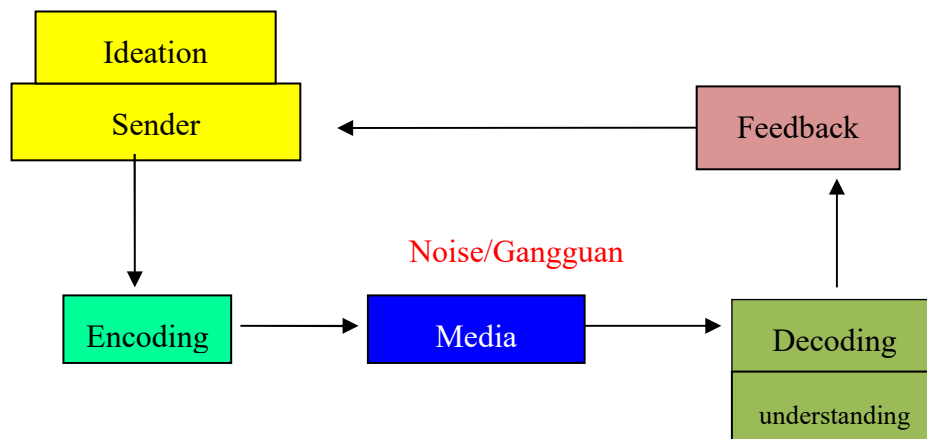 Ideation
Sender
Feedback
Noise/Gangguan
Encoding
Media
Decoding
understanding